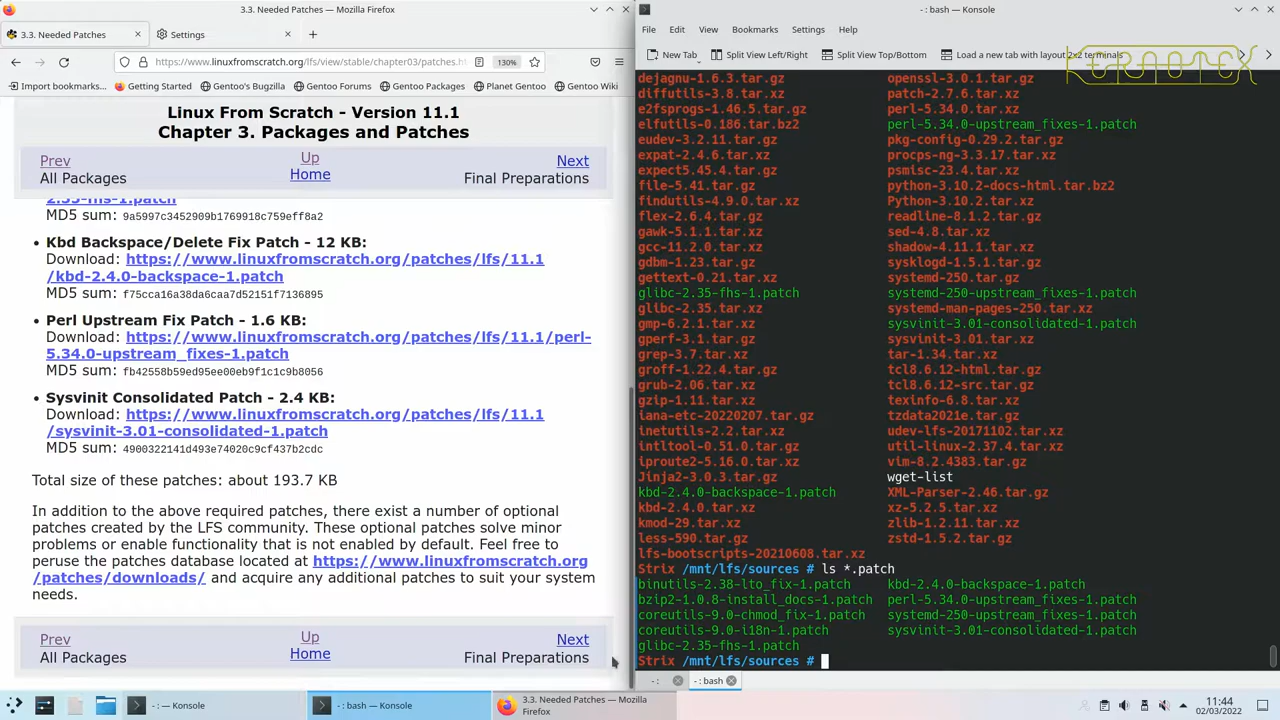 3.3. Needed Patches — Mozilla Firefox
3.3. Needed Patches
Settings
https://www.linuxfromscratch.org/lfs/view/stable/chapter03/patches.h
130%
Import bookmarks...
Getting Started
Gentoo's Bugzilla
Gentoo Forums
Gentoo Packages
Planet Gentoo
Gentoo Wiki
Linux From Scratch - Version 11.1
Chapter 3. Packages and Patches
Prev
Up
Next
All Packages
Home
Final Preparations
2.35-fhs-1.patch
MD5 sum: 9a5997c3452909b1769918c759eff8a2
• Kbd Backspace/Delete Fix Patch - 12 KB:
Download: https://www.linuxfromscratch.org/patches/lfs/11.1
/kbd-2.4.0-backspace-1.patch
MD5 sum: f75cca16a38da6caa7d52151f7136895
• Perl Upstream Fix Patch - 1.6 KB:
Download: https://www.linuxfromscratch.org/patches/lfs/11.1/perl-
5.34.0-upstream_fixes-1.patch
MD5 sum: fb42558b59ed95ee00eb9f1c1c9b8056
• Sysvinit Consolidated Patch - 2.4 KB:
Download: https://www.linuxfromscratch.org/patches/lfs/11.1
/sysvinit-3.01-consolidated-1.patch
MD5 sum: 4900322141d493e74020c9cf437b2cdc
Total size of these patches: about 193.7 KB
In addition to the above required patches, there exist a number of optional
patches created by the LFS community. These optional patches solve minor
problems or enable functionality that is not enabled by default. Feel free to
peruse the patches database located at https://www.linuxfromscratch.org
/patches/downloads/ and acquire any additional patches to suit your system
needs.
Prev
Up
Next
All Packages
Home
Final Preparations
- : bash — Konsole
File Edit View Bookmarks Settings Help
New Tab
Split View Left/Right
Split View Top/Bottom
Load a new tab with layout 2x2 terminals
KERNOTEX
dejagnu-1.6.3.tar.gz openssl-3.0.1.tar.gz
diffutils-3.8.tar.xz patch-2.7.6.tar.xz
e2fsprogs-1.46.5.tar.gz perl-5.34.0.tar.xz
elfutils-0.186.tar.bz2 perl-5.34.0-upstream_fixes-1.patch
eudev-3.2.11.tar.gz pkg-config-0.29.2.tar.gz
expat-2.4.6.tar.xz procps-ng-3.3.17.tar.xz
expect5.45.4.tar.gz psmisc-23.4.tar.xz
file-5.41.tar.gz python-3.10.2-docs-html.tar.bz2
findutils-4.9.0.tar.xz Python-3.10.2.tar.xz
flex-2.6.4.tar.gz readline-8.1.2.tar.gz
gawk-5.1.1.tar.xz sed-4.8.tar.xz
gcc-11.2.0.tar.xz shadow-4.11.1.tar.xz
gdbm-1.23.tar.gz sysklogd-1.5.1.tar.gz
gettext-0.21.tar.xz systemd-250.tar.gz
glibc-2.35-fhs-1.patch systemd-250-upstream_fixes-1.patch
glibc-2.35.tar.xz systemd-man-pages-250.tar.xz
gmp-6.2.1.tar.xz sysvinit-3.01-consolidated-1.patch
gperf-3.1.tar.gz sysvinit-3.01.tar.xz
grep-3.7.tar.xz tar-1.34.tar.xz
groff-1.22.4.tar.gz tcl8.6.12-html.tar.gz
grub-2.06.tar.xz tcl8.6.12-src.tar.gz
gzip-1.11.tar.xz texinfo-6.8.tar.xz
iana-etc-20220207.tar.gz tzdata2021e.tar.gz
inetutils-2.2.tar.xz udev-lfs-20171102.tar.xz
intltool-0.51.0.tar.gz util-linux-2.37.4.tar.xz
iproute2-5.16.0.tar.xz vim-8.2.4383.tar.gz
Jinja2-3.0.3.tar.gz wget-list
kbd-2.4.0-backspace-1.patch XML-Parser-2.46.tar.gz
kbd-2.4.0.tar.xz xz-5.2.5.tar.xz
kmod-29.tar.xz zlib-1.2.11.tar.xz
less-590.tar.gz zstd-1.5.2.tar.gz
lfs-bootscripts-20210608.tar.xz
Strix /mnt/lfs/sources # ls *.patch
binutils-2.38-lto_fix-1.patch kbd-2.4.0-backspace-1.patch
bzip2-1.0.8-install_docs-1.patch perl-5.34.0-upstream_fixes-1.patch
coreutils-9.0-chmod_fix-1.patch systemd-250-upstream_fixes-1.patch
coreutils-9.0-i18n-1.patch sysvinit-3.01-consolidated-1.patch
glibc-2.35-fhs-1.patch
Strix /mnt/lfs/sources #
- :
- : bash
- : — Konsole
- : bash — Konsole
3.3. Needed Patches — Mozilla
Firefox
11:44
02/03/2022